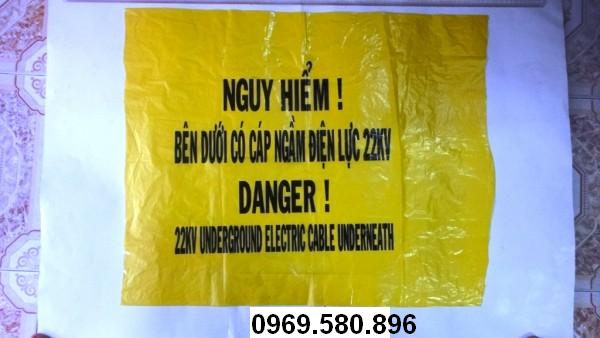 NGUY HIỂM !
BÊN DƯỚI CÓ CÁP NGẦM ĐIỆN LỰC 22KV
DANGER !
22KV UNDERGROUND ELECTRIC CABLE UNDERNEATH
0969.580.896